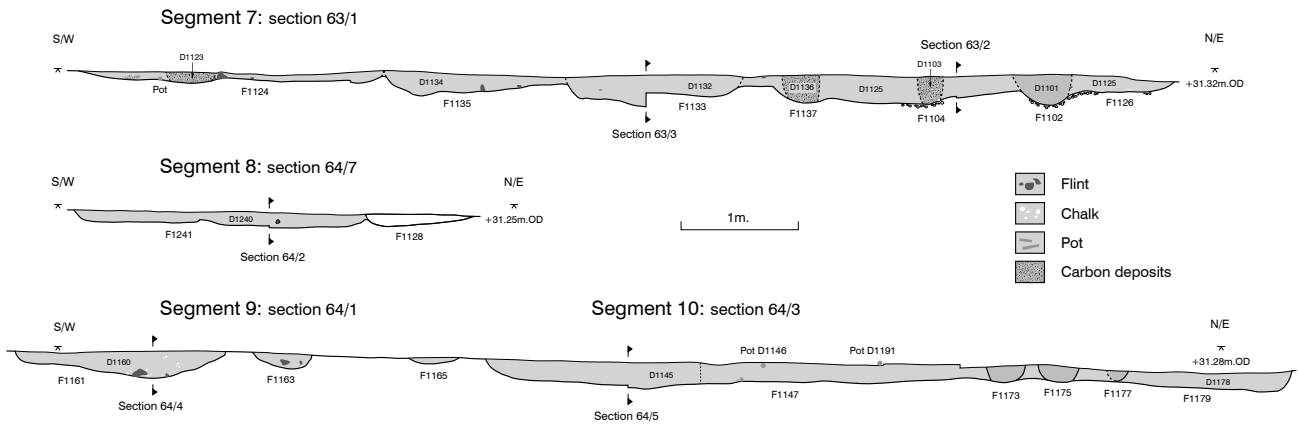 Segment 7: section 63/1
S/W
N/E
Section 63/2
D1123
D1103
D1134
D1132
D1136
D1125
D1101
D1125
+31.32m.OD
Pot
F1124
F1135
F1133
F1137
F1104
F1102
F1126
Section 63/3
Segment 8: section 64/7
S/W
N/E
D1240
+31.25m.OD
F1241
F1128
Section 64/2
1m.
Flint
Chalk
Pot
Carbon deposits
Segment 9: section 64/1
Segment 10: section 64/3
S/W
N/E
Pot D1146
Pot D1191
+31.28m.OD
D1160
D1145
D1178
F1161
F1163
F1165
F1147
F1173
F1175
F1177
F1179
Section 64/4
Section 64/5